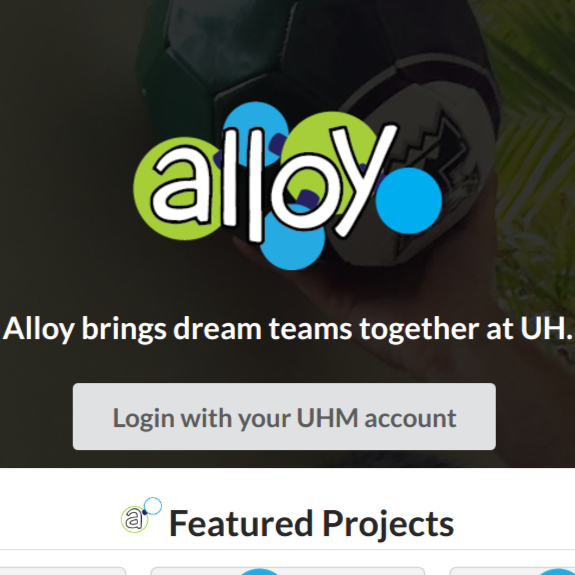 alloy
Alloy brings dream teams together at UH.
Login with your UHM account
a Featured Projects